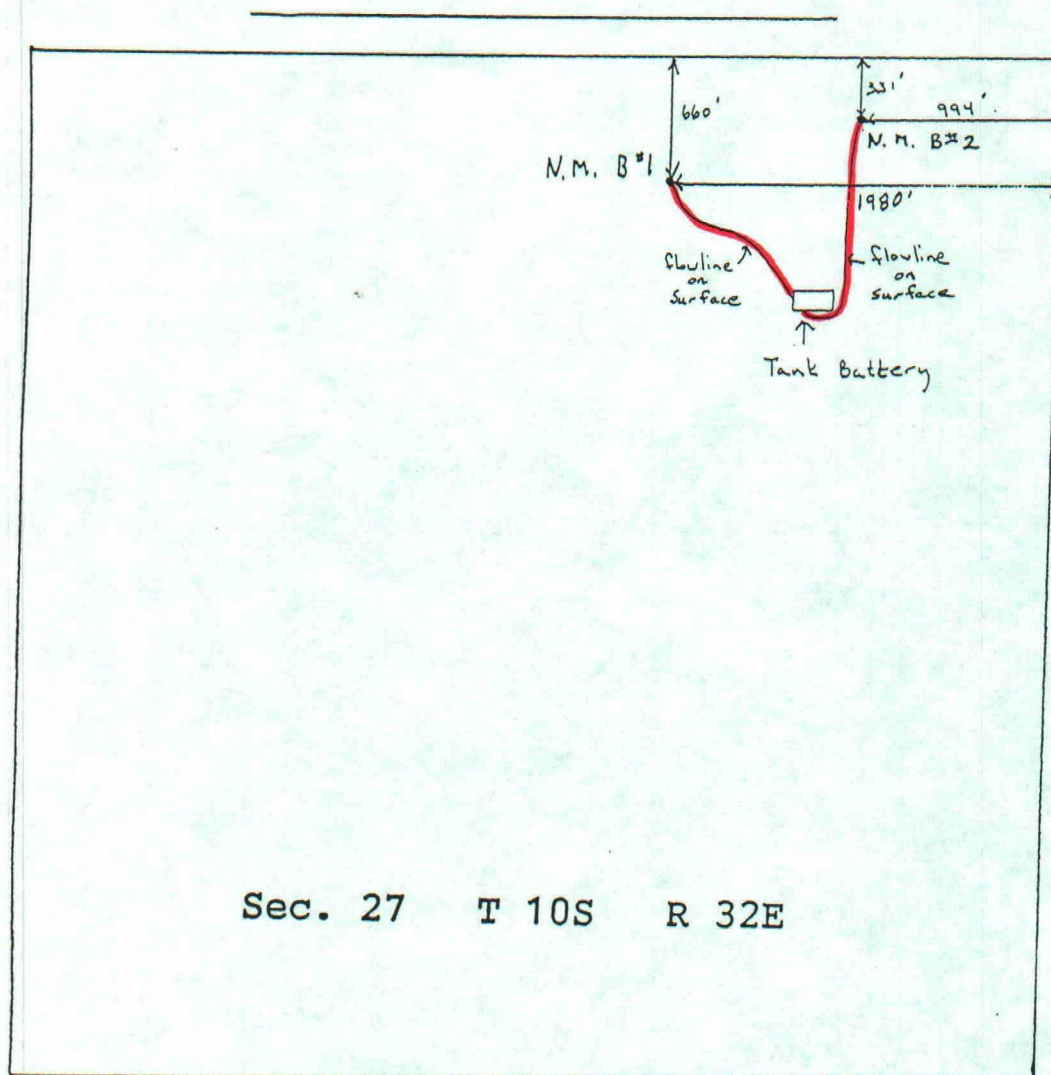 660'
331'
994'
N. M. B#2
N. M. B#1
1980'
flowline
on
surface
flowline
on
surface
Tank Battery
Sec. 27 T 10S R 32E